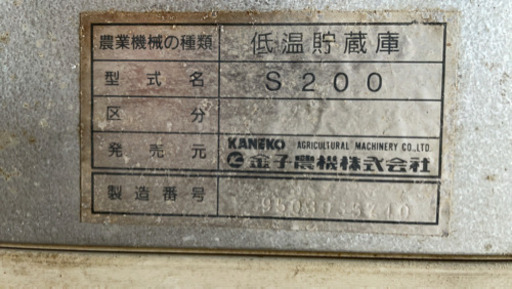 農業機械の種類 低温貯蔵庫
型式名 S200
区分
発売元 KANEKO AGRICULTURAL MACHINERY CO.,LTD.
金子農機株式会社
製造番号